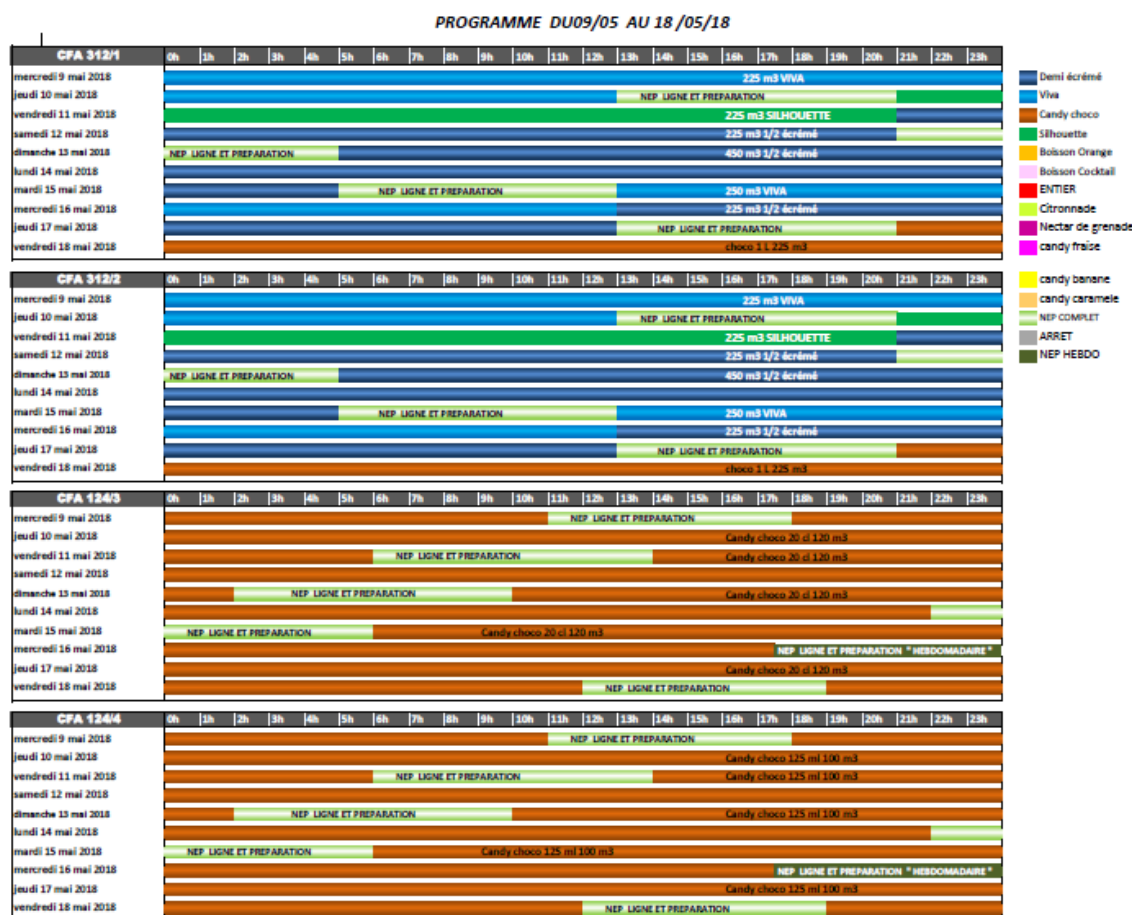 PROGRAMME DU09/05 AU 18 /05/18
CFA 312/1 0h 1h 2h 3h 4h 5h 6h 7h 8h 9h 10h 11h 12h 13h 14h 15h 16h 17h 18h 19h 20h 21h 22h 23h
mercredi 9 mai 2018 225 m3 VIVA
jeudi 10 mai 2018 NEP LIGNE ET PREPARATION
vendredi 11 mai 2018 225 m3 SILHOUETTE
samedi 12 mai 2018 225 m3 1/2 écrémé
dimanche 13 mai 2018 NEP LIGNE ET PREPARATION 450 m3 1/2 écrémé
lundi 14 mai 2018
mardi 15 mai 2018 NEP LIGNE ET PREPARATION 250 m3 VIVA
mercredi 16 mai 2018 225 m3 1/2 écrémé
jeudi 17 mai 2018 NEP LIGNE ET PREPARATION
vendredi 18 mai 2018 choco 1 L 225 m3
CFA 312/2 0h 1h 2h 3h 4h 5h 6h 7h 8h 9h 10h 11h 12h 13h 14h 15h 16h 17h 18h 19h 20h 21h 22h 23h
mercredi 9 mai 2018 225 m3 VIVA
jeudi 10 mai 2018 NEP LIGNE ET PREPARATION
vendredi 11 mai 2018 225 m3 SILHOUETTE
samedi 12 mai 2018 225 m3 1/2 écrémé
dimanche 13 mai 2018 NEP LIGNE ET PREPARATION 450 m3 1/2 écrémé
lundi 14 mai 2018
mardi 15 mai 2018 NEP LIGNE ET PREPARATION 250 m3 VIVA
mercredi 16 mai 2018 225 m3 1/2 écrémé
jeudi 17 mai 2018 NEP LIGNE ET PREPARATION
vendredi 18 mai 2018 choco 1 L 225 m3
CFA 124/3 0h 1h 2h 3h 4h 5h 6h 7h 8h 9h 10h 11h 12h 13h 14h 15h 16h 17h 18h 19h 20h 21h 22h 23h
mercredi 9 mai 2018 NEP LIGNE ET PREPARATION
jeudi 10 mai 2018 Candy choco 20 cl 120 m3
vendredi 11 mai 2018 NEP LIGNE ET PREPARATION Candy choco 20 cl 120 m3
samedi 12 mai 2018
dimanche 13 mai 2018 NEP LIGNE ET PREPARATION Candy choco 20 cl 120 m3
lundi 14 mai 2018
mardi 15 mai 2018 NEP LIGNE ET PREPARATION Candy choco 20 cl 120 m3
mercredi 16 mai 2018 NEP LIGNE ET PREPARATION " HEBDOMADAIRE "
jeudi 17 mai 2018 Candy choco 20 cl 120 m3
vendredi 18 mai 2018 NEP LIGNE ET PREPARATION
CFA 124/4 0h 1h 2h 3h 4h 5h 6h 7h 8h 9h 10h 11h 12h 13h 14h 15h 16h 17h 18h 19h 20h 21h 22h 23h
mercredi 9 mai 2018 NEP LIGNE ET PREPARATION
jeudi 10 mai 2018 Candy choco 125 ml 100 m3
vendredi 11 mai 2018 NEP LIGNE ET PREPARATION Candy choco 125 ml 100 m3
samedi 12 mai 2018
dimanche 13 mai 2018 NEP LIGNE ET PREPARATION Candy choco 125 ml 100 m3
lundi 14 mai 2018
mardi 15 mai 2018 NEP LIGNE ET PREPARATION Candy choco 125 ml 100 m3
mercredi 16 mai 2018 NEP LIGNE ET PREPARATION " HEBDOMADAIRE "
jeudi 17 mai 2018 Candy choco 125 ml 100 m3
vendredi 18 mai 2018 NEP LIGNE ET PREPARATION
Demi écrémé
Viva
Candy choco
Silhouette
Boisson Orange
Boisson Cocktail
ENTIER
Citronnade
Nectar de grenade
candy fraise
candy banane
candy caramele
NEP COMPLET
ARRET
NEP HEBDO